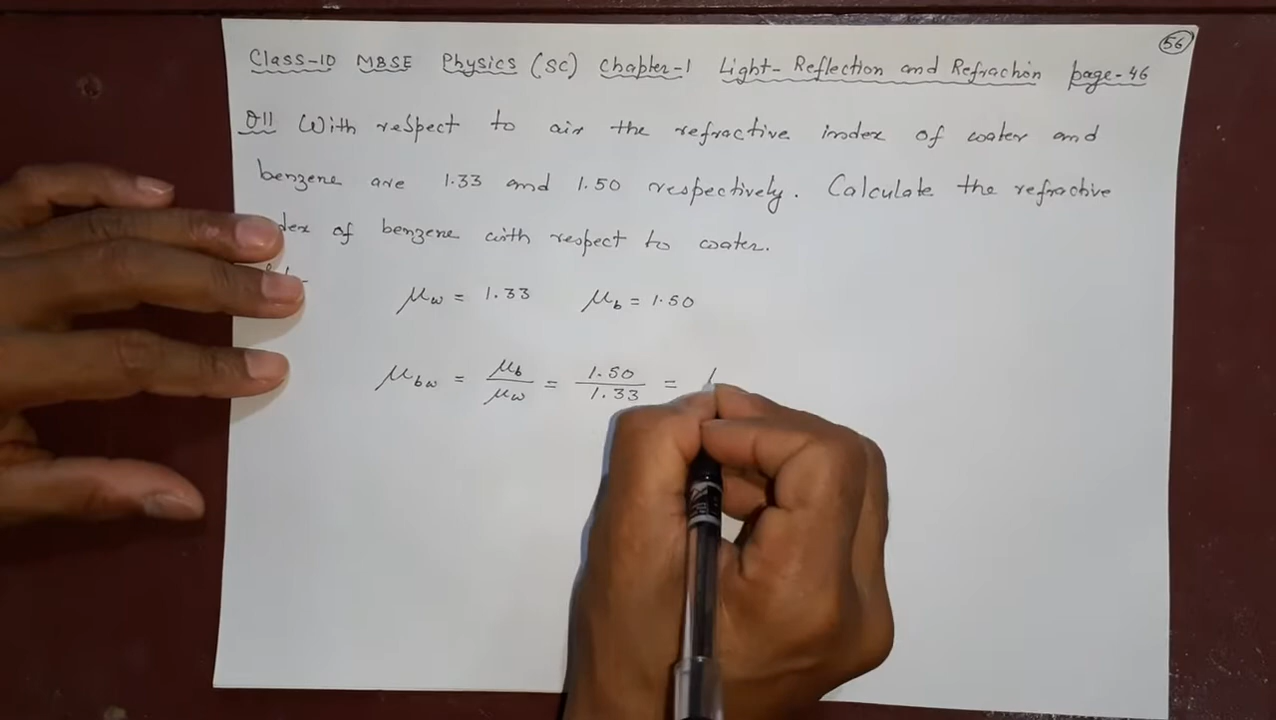 56
Class-10 MBSE Physics (SC) Chapter-1 Light- Reflection and Refraction page-46
Q11 With respect to air the refractive index of water and
benzene are 1.33 and 1.50 respectively. Calculate the refractive
dex of benzene with respect to water.
μw = 1.33 μb = 1.50
μbw = μb/μw = 1.50/1.33 = 1